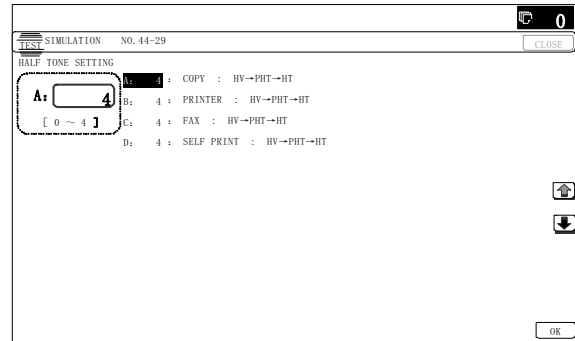 0
TEST SIMULATION NO. 44-29
CLOSE
HALF TONE SETTING
A: 4
[ 0 ~ 4 ]
A: 4 : COPY : HV→PHT→HT
B: 4 : PRINTER : HV→PHT→HT
C: 4 : FAX : HV→PHT→HT
D: 4 : SELF PRINT : HV→PHT→HT
OK